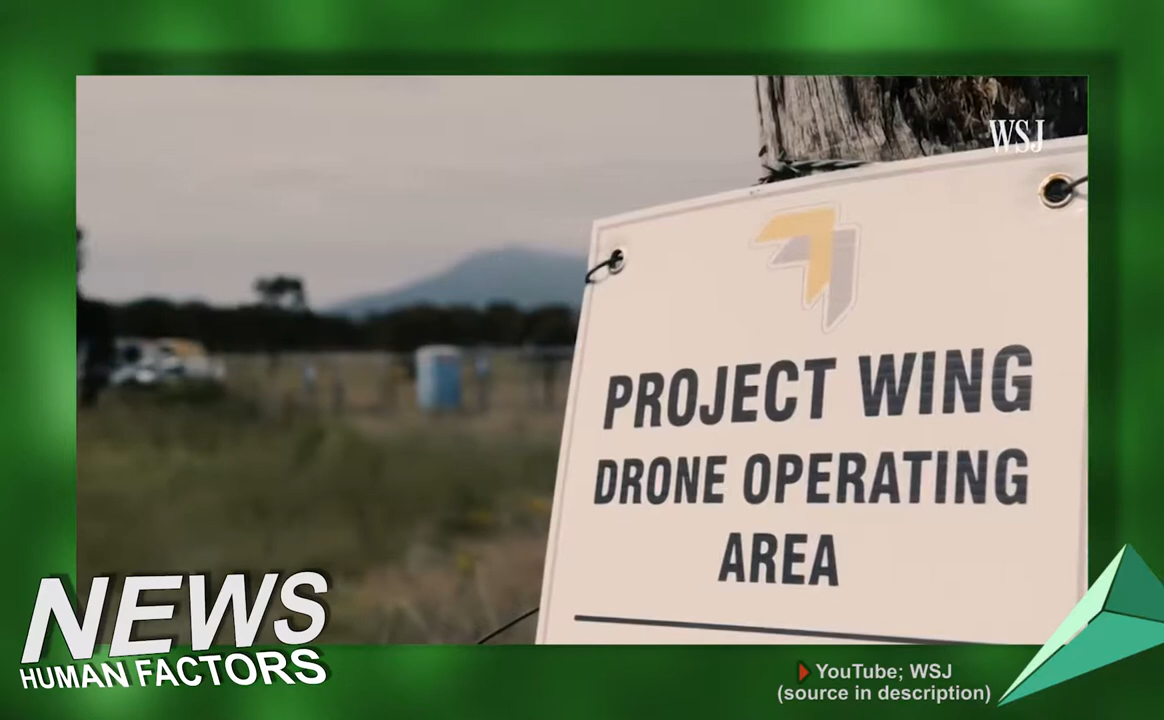 WSJ
PROJECT WING
DRONE OPERATING
AREA
NEWS
HUMAN FACTORS
YouTube; WSJ
(source in description)